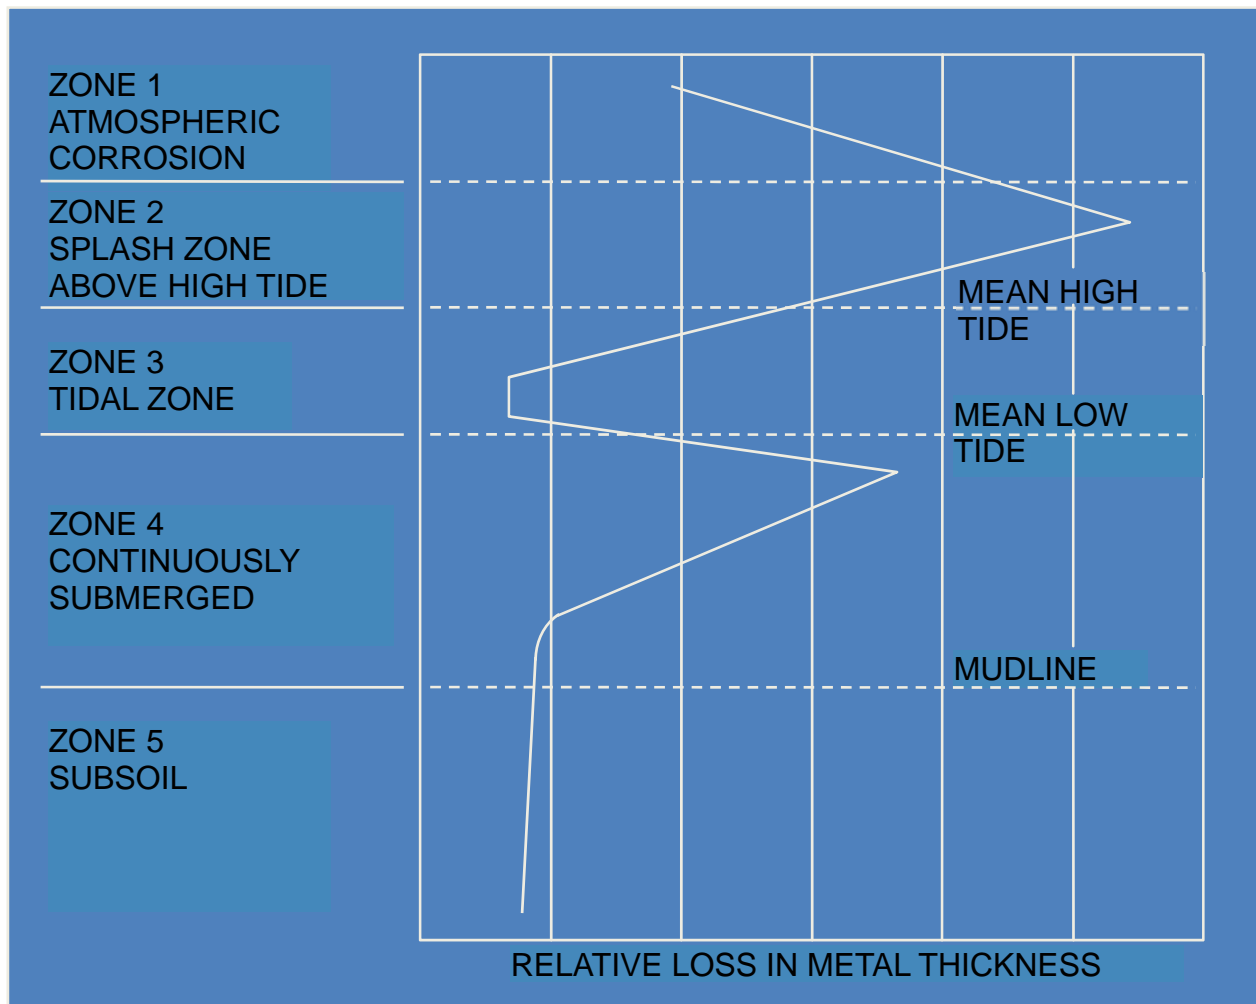 ZONE 1
ATMOSPHERIC
CORROSION
ZONE 2
SPLASH ZONE
ABOVE HIGH TIDE
MEAN HIGH
TIDE
ZONE 3
TIDAL ZONE
MEAN LOW
TIDE
ZONE 4
CONTINUOUSLY
SUBMERGED
MUDLINE
ZONE 5
SUBSOIL
RELATIVE LOSS IN METAL THICKNESS